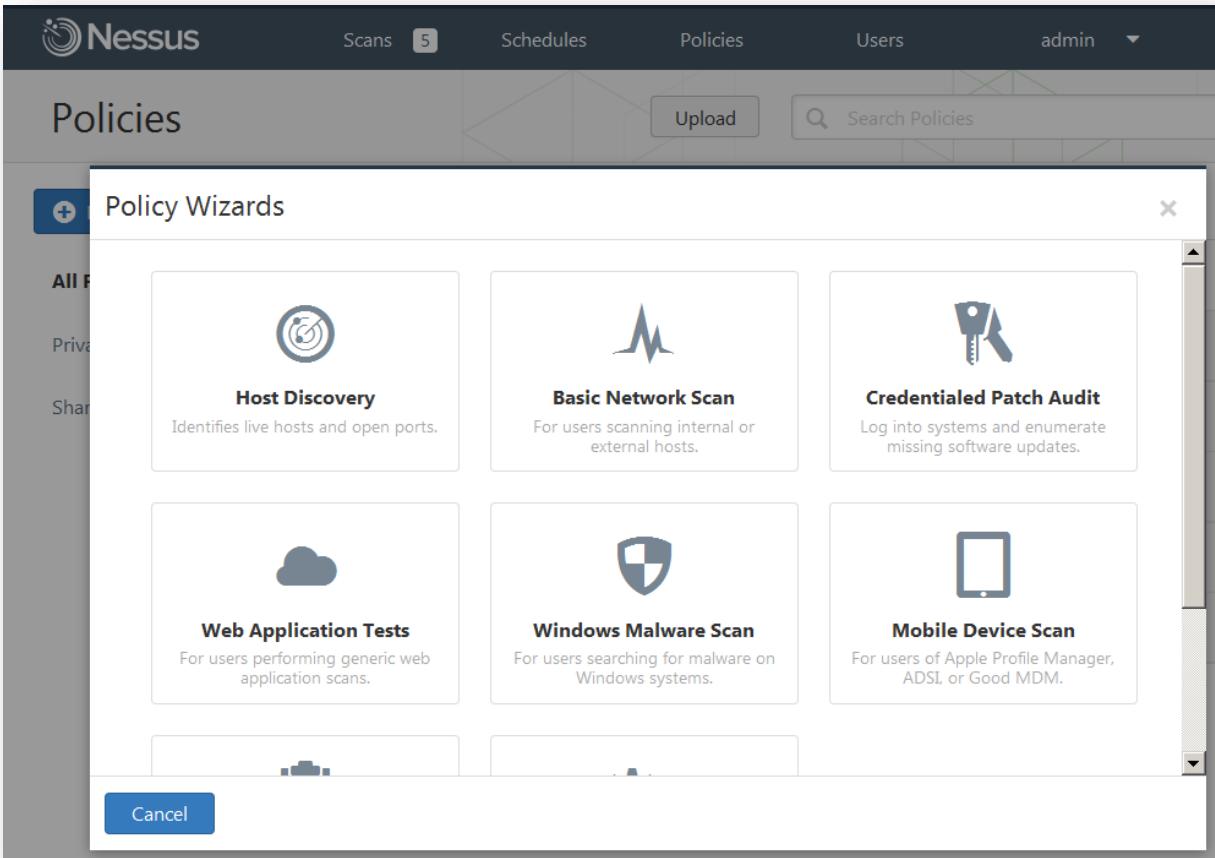 Nessus Scans 5 Schedules Policies Users admin
Policies Upload Search Policies
Policy Wizards
All
Priva
Shar
Host Discovery
Identifies live hosts and open ports.
Basic Network Scan
For users scanning internal or
external hosts.
Credentialed Patch Audit
Log into systems and enumerate
missing software updates.
Web Application Tests
For users performing generic web
application scans.
Windows Malware Scan
For users searching for malware on
Windows systems.
Mobile Device Scan
For users of Apple Profile Manager,
ADSI, or Good MDM.
Cancel